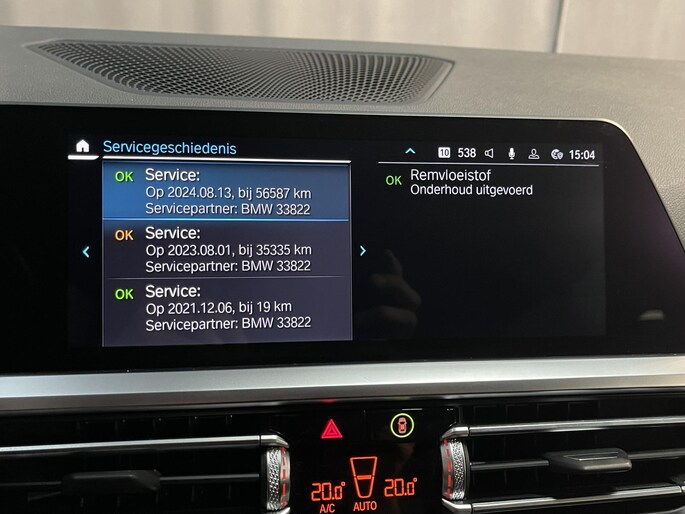 Servicegeschiedenis
10 538 15:04
OK Service:
Op 2024.08.13, bij 56587 km
Servicepartner: BMW 33822
OK Service:
Op 2023.08.01, bij 35335 km
Servicepartner: BMW 33822
OK Service:
Op 2021.12.06, bij 19 km
Servicepartner: BMW 33822
OK Remvloeistof
Onderhoud uitgevoerd
20.0 20.0
A/C AUTO